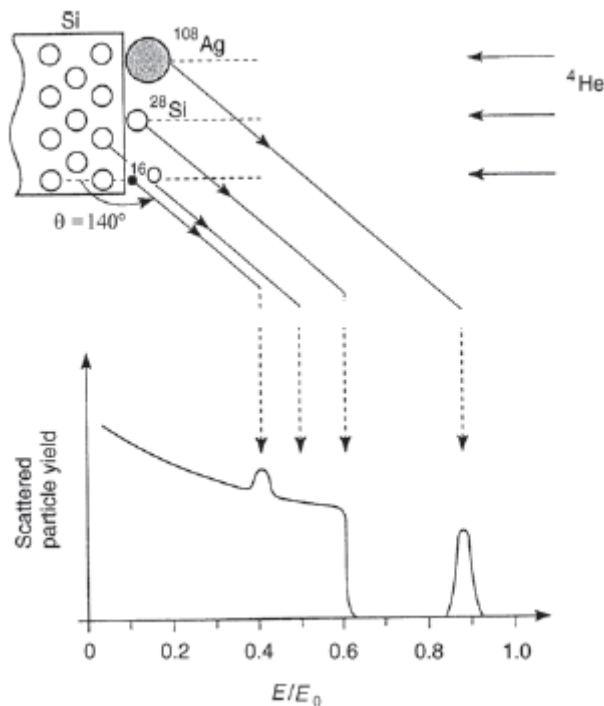 Si
¹⁰⁸Ag
⁴He
²⁸Si
¹⁶O
θ = 140°
Scattered
particle yield
0 0.2 0.4 0.6 0.8 1.0
E/E₀